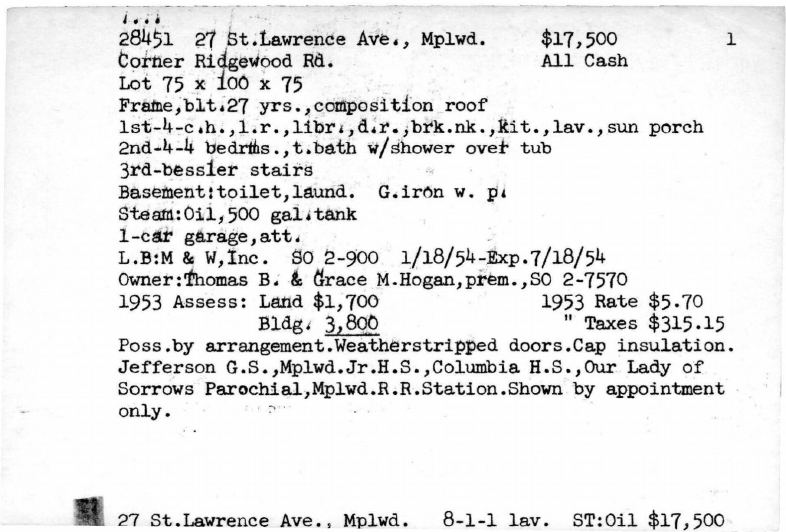 28451 27 St.Lawrence Ave., Mplwd. $17,500 1
Corner Ridgewood Rd. All Cash
Lot 75 x 100 x 75
Frame,blt.27 yrs.,composition roof
1st-4-c.h.,l.r.,libr.,d.r.,brk.nk.,kit.,lav.,sun porch
2nd-4-4 bedrms.,t.bath w/shower over tub
3rd-bessler stairs
Basement:toilet,laund. G.iron w. p.
Steam:Oil,500 gal.tank
1-car garage,att.
L.B:M & W,Inc. SO 2-900 1/18/54-Exp.7/18/54
Owner:Thomas B. & Grace M.Hogan,prem.,SO 2-7570
1953 Assess: Land $1,700 1953 Rate $5.70
Bldg. 3,800 " Taxes $315.15
Poss.by arrangement.Weatherstripped doors.Cap insulation.
Jefferson G.S.,Mplwd.Jr.H.S.,Columbia H.S.,Our Lady of
Sorrows Parochial,Mplwd.R.R.Station.Shown by appointment
only.
27 St.Lawrence Ave., Mplwd. 8-1-1 lav. ST:Oil $17,500